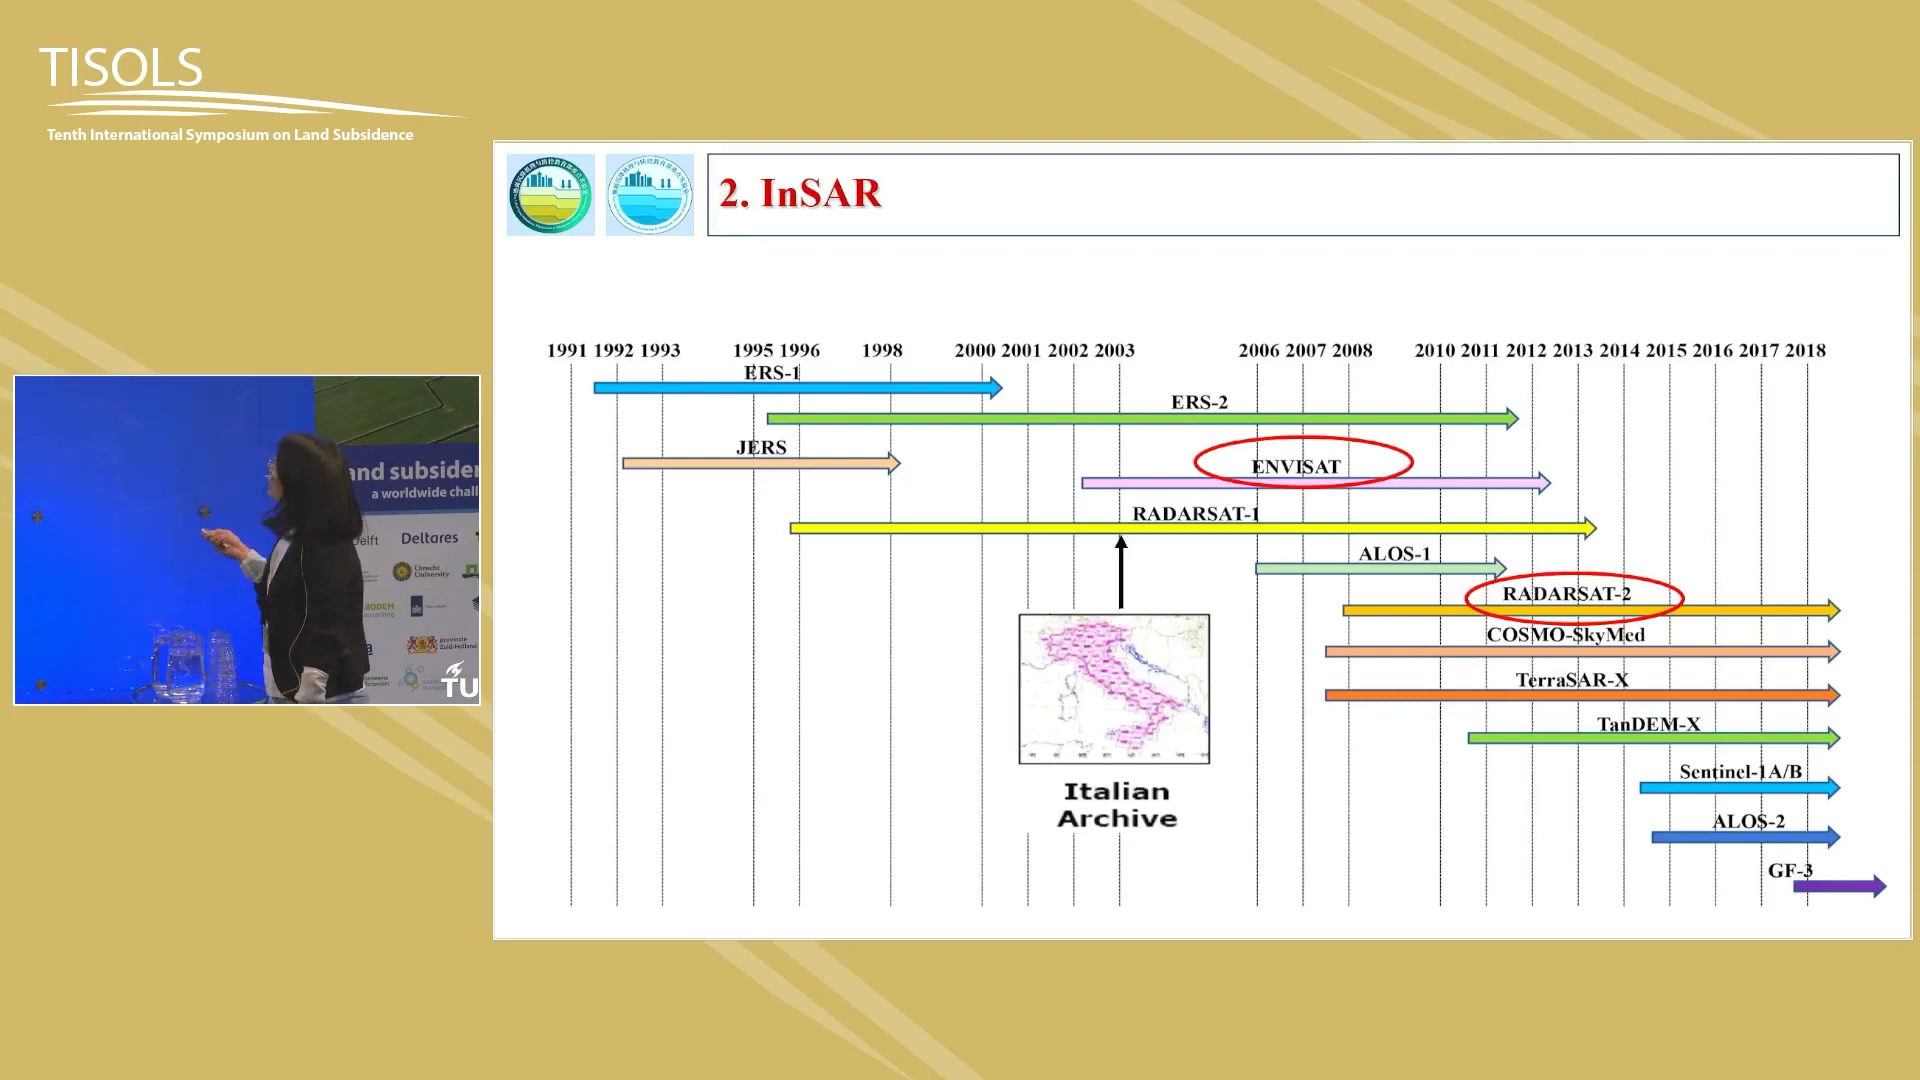 TISOLS
Tenth International Symposium on Land Subsidence
2. InSAR
1991 1992 1993 1995 1996 1998 2000 2001 2002 2003 2006 2007 2008 2010 2011 2012 2013 2014 2015 2016 2017 2018
ERS-1
ERS-2
JERS
ENVISAT
RADARSAT-1
ALOS-1
RADARSAT-2
COSMO-SkyMed
TerraSAR-X
TanDEM-X
Sentinel-1A/B
ALOS-2
GF-3
Italian
Archive
and subsiden
a worldwide chall
elft
Deltares
Utrecht
University
provincie
Zuid-Holland
TU